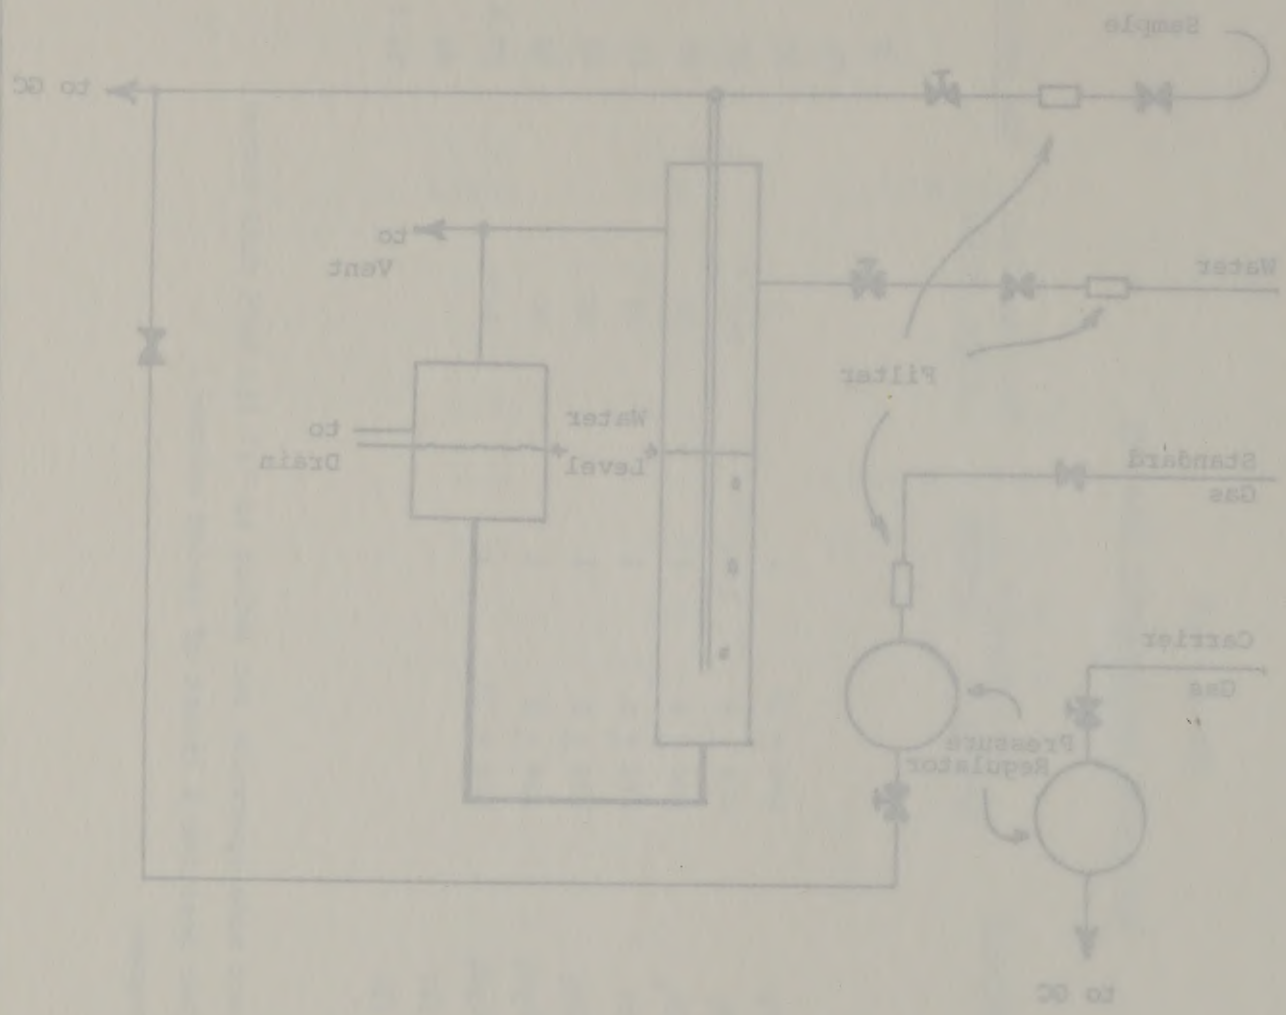 Sample
to GC
to
Vent
Water
Filter
Water
Level
to
Drain
Standard
Gas
Carrier
Gas
Pressure
Regulator
to GC